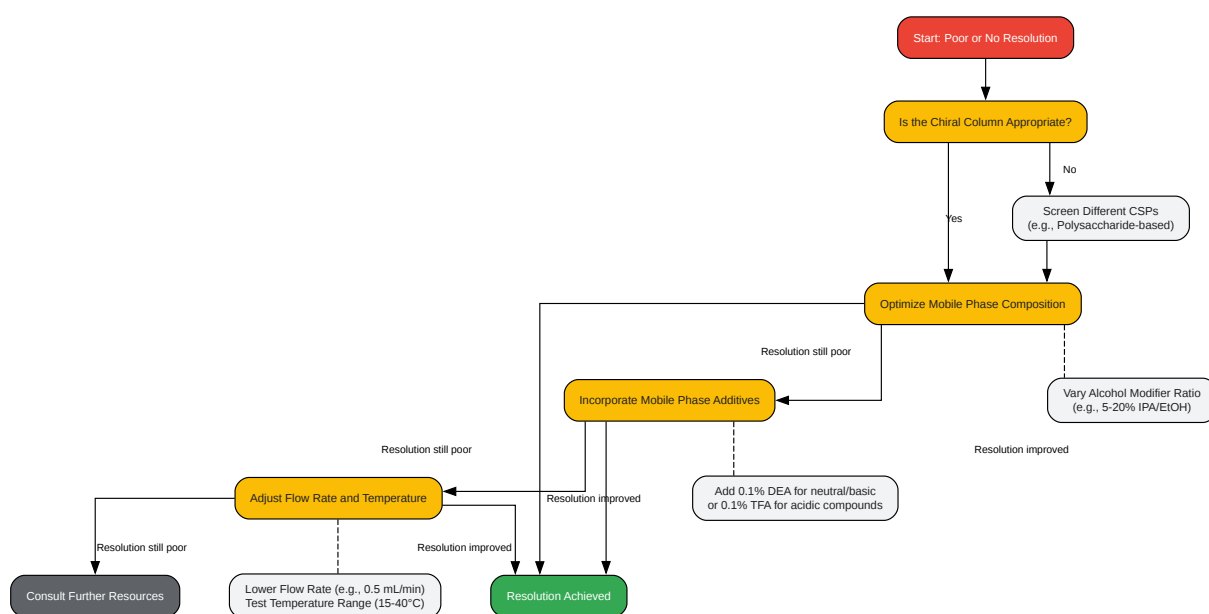 Start: Poor or No Resolution
Is the Chiral Column Appropriate?
No
Screen Different CSPs
(e.g., Polysaccharide-based)
Yes
Optimize Mobile Phase Composition
Resolution still poor
Vary Alcohol Modifier Ratio
(e.g., 5-20% IPA/EtOH)
Incorporate Mobile Phase Additives
Resolution still poor
Resolution improved
Adjust Flow Rate and Temperature
Resolution improved
Add 0.1% DEA for neutral/basic
or 0.1% TFA for acidic compounds
Resolution still poor
Resolution improved
Consult Further Resources
Lower Flow Rate (e.g., 0.5 mL/min)
Test Temperature Range (15-40°C)
Resolution Achieved